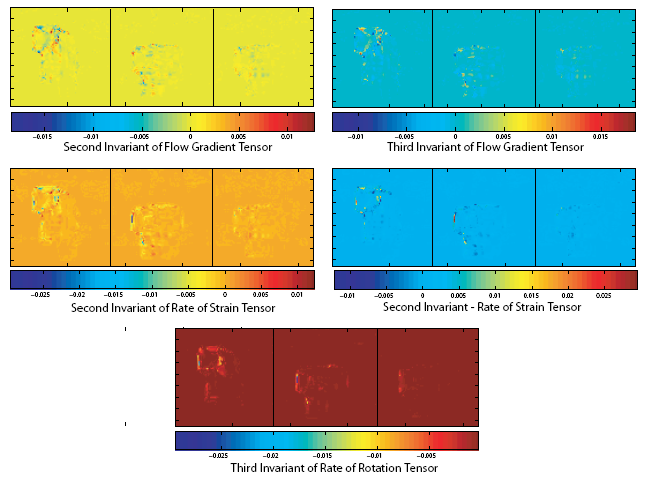 −0.015 −0.01 −0.005 0 0.005 0.01
Second Invariant of Flow Gradient Tensor
−0.01 −0.005 0 0.005 0.01 0.015
Third Invariant of Flow Gradient Tensor
−0.025 −0.02 −0.015 −0.01 −0.005 0 0.005 0.01
Second Invariant of Rate of Strain Tensor
−0.01 −0.005 0 0.005 0.01 0.015 0.02 0.025
Second Invariant - Rate of Strain Tensor
−0.025 −0.02 −0.015 −0.01 −0.005
Third Invariant of Rate of Rotation Tensor